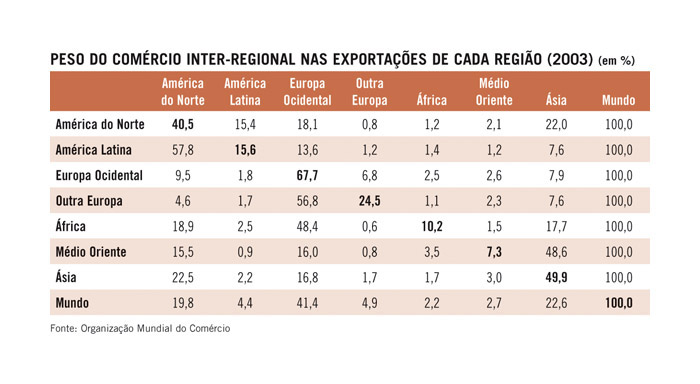 PESO DO COMÉRCIO INTER-REGIONAL NAS EXPORTAÇÕES DE CADA REGIÃO (2003) (em %)
América do Norte América Latina Europa Ocidental Outra Europa África Médio Oriente Ásia Mundo
América do Norte 40,5 15,4 18,1 0,8 1,2 2,1 22,0 100,0
América Latina 57,8 15,6 13,6 1,2 1,4 1,2 7,6 100,0
Europa Ocidental 9,5 1,8 67,7 6,8 2,5 2,6 7,9 100,0
Outra Europa 4,6 1,7 56,8 24,5 1,1 2,3 7,6 100,0
África 18,9 2,5 48,4 0,6 10,2 1,5 17,7 100,0
Médio Oriente 15,5 0,9 16,0 0,8 3,5 7,3 48,6 100,0
Ásia 22,5 2,2 16,8 1,7 1,7 3,0 49,9 100,0
Mundo 19,8 4,4 41,4 4,9 2,2 2,7 22,6 100,0
Fonte: Organização Mundial do Comércio